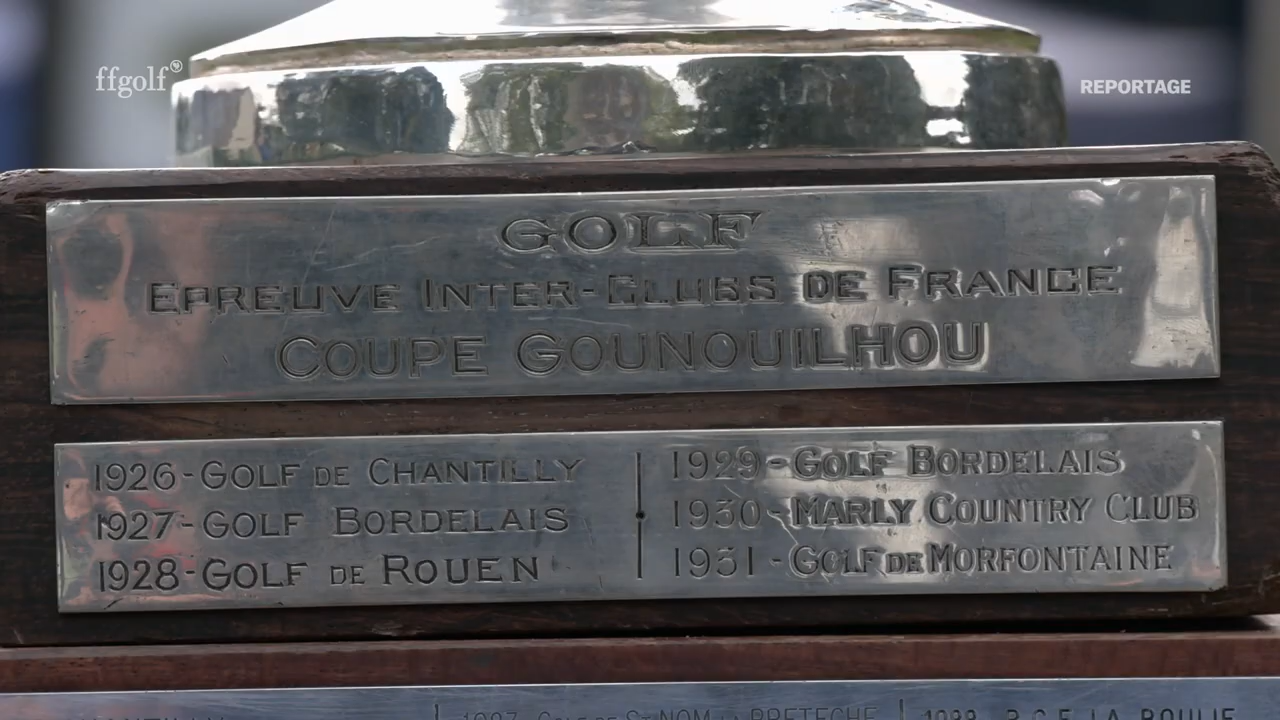 ffgolf
REPORTAGE
GOLF
EPREUVE INTER-CLUBS DE FRANCE
COUPE GOUNOUILHOU
1926-GOLF DE CHANTILLY
1927-GOLF BORDELAIS
1928-GOLF DE ROUEN
1929-GOLF BORDELAIS
1930-MARLY COUNTRY CLUB
1931-GOLF DE MORFONTAINE